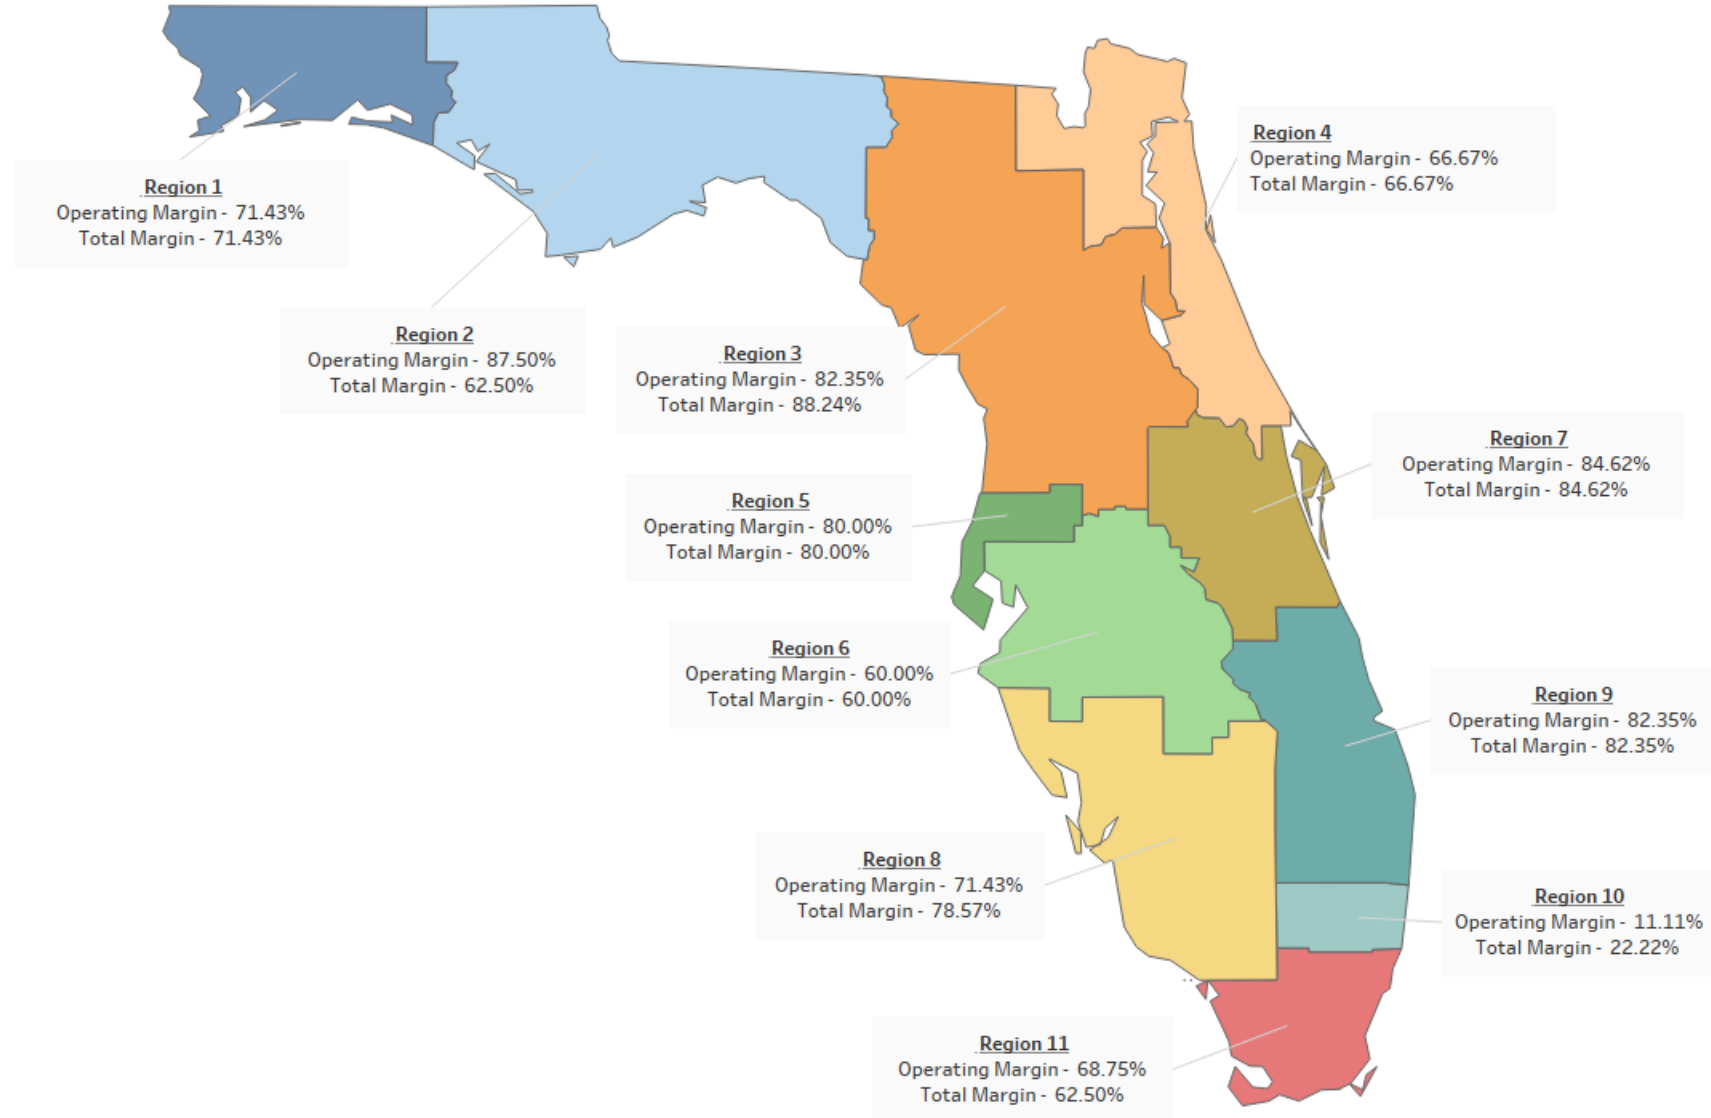 Region 1
Operating Margin - 71.43%
Total Margin - 71.43%
Region 2
Operating Margin - 87.50%
Total Margin - 62.50%
Region 3
Operating Margin - 82.35%
Total Margin - 88.24%
Region 4
Operating Margin - 66.67%
Total Margin - 66.67%
Region 5
Operating Margin - 80.00%
Total Margin - 80.00%
Region 6
Operating Margin - 60.00%
Total Margin - 60.00%
Region 7
Operating Margin - 84.62%
Total Margin - 84.62%
Region 8
Operating Margin - 71.43%
Total Margin - 78.57%
Region 9
Operating Margin - 82.35%
Total Margin - 82.35%
Region 10
Operating Margin - 11.11%
Total Margin - 22.22%
Region 11
Operating Margin - 68.75%
Total Margin - 62.50%